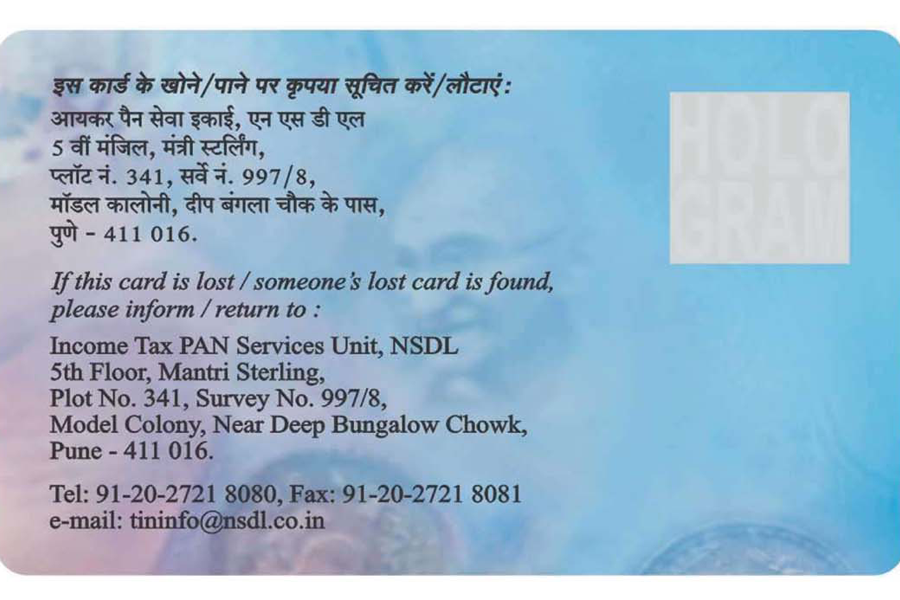 इस कार्ड के खोने/पाने पर कृपया सूचित करें/लौटाएं:
आयकर पैन सेवा इकाई, एन एस डी एल
5 वीं मंजिल, मंत्री स्टर्लिंग,
प्लॉट नं. 341, सर्वे नं. 997/8,
मॉडल कालोनी, दीप बंगला चौक के पास,
पुणे - 411 016.
If this card is lost / someone's lost card is found,
please inform / return to :
Income Tax PAN Services Unit, NSDL
5th Floor, Mantri Sterling,
Plot No. 341, Survey No. 997/8,
Model Colony, Near Deep Bungalow Chowk,
Pune - 411 016.
Tel: 91-20-2721 8080, Fax: 91-20-2721 8081
e-mail: tininfo@nsdl.co.in
HOLO
GRAM